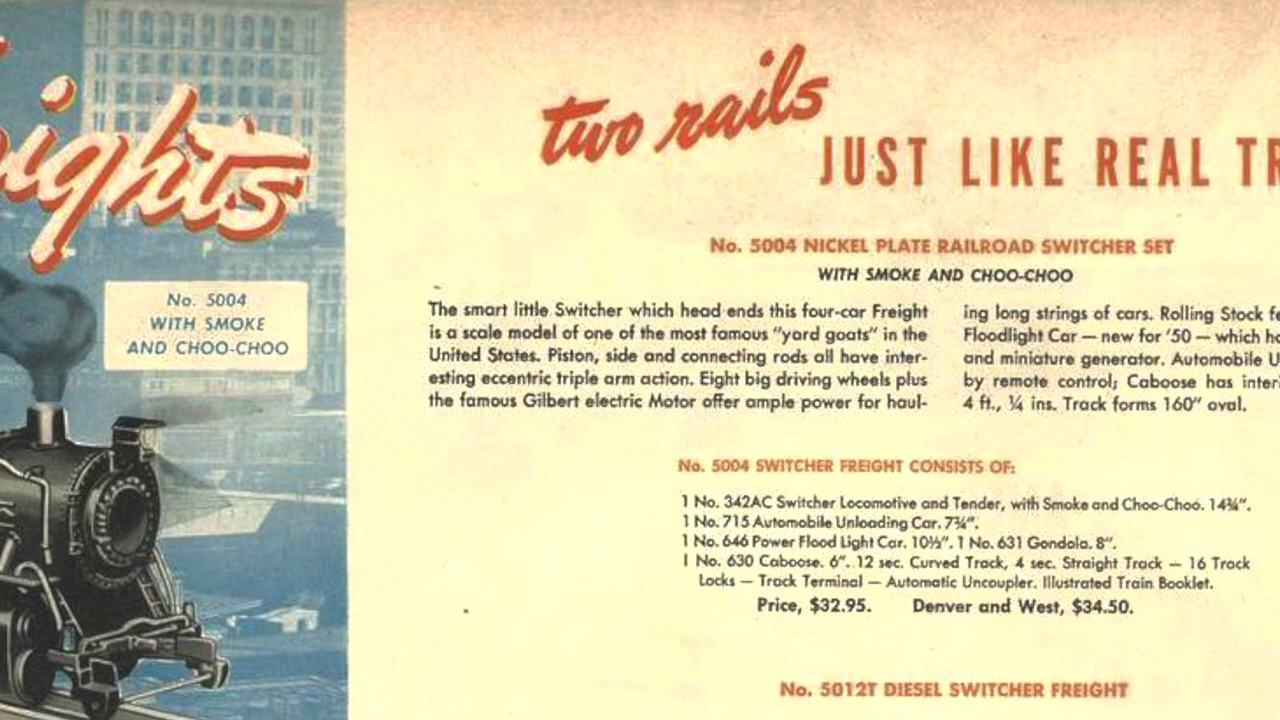 ights
No. 5004
WITH SMOKE
AND CHOO-CHOO
two rails
JUST LIKE REAL TR
No. 5004 NICKEL PLATE RAILROAD SWITCHER SET
WITH SMOKE AND CHOO-CHOO
The smart little Switcher which head ends this four-car Freight
is a scale model of one of the most famous "yard goats" in the
United States. Piston, side and connecting rods all have inter-
esting eccentric triple arm action. Eight big driving wheels plus
the famous Gilbert electric Motor offer ample power for haul-
ing long strings of cars. Rolling Stock fe
Floodlight Car — new for '50 — which ha
and miniature generator. Automobile U
by remote control; Caboose has inter
4 ft., ¼ ins. Track forms 160" oval.
No. 5004 SWITCHER FREIGHT CONSISTS OF:
1 No. 342AC Switcher Locomotive and Tender, with Smoke and Choo-Choo. 14¾".
1 No. 715 Automobile Unloading Car. 7¾".
1 No. 646 Power Flood Light Car. 10½". 1 No. 631 Gondola. 8".
1 No. 630 Caboose. 6". 12 sec. Curved Track, 4 sec. Straight Track — 16 Track
Locks — Track Terminal — Automatic Uncoupler. Illustrated Train Booklet.
Price, $32.95. Denver and West, $34.50.
No. 5012T DIESEL SWITCHER FREIGHT